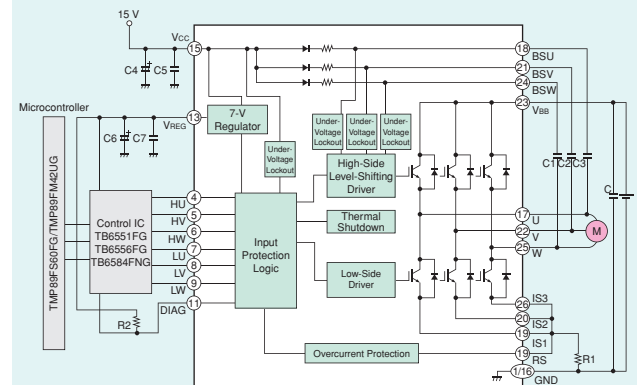 15 V
VCC
15
C4
C5
18
BSU
21
BSV
24
BSW
23
VBB
Microcontroller
TMP89FS60FG/TMP89FM42UG
C6
C7
VREG
13
7-V
Regulator
Under-
Voltage
Lockout
Under-
Voltage
Lockout
Under-
Voltage
Lockout
Under-
Voltage
Lockout
High-Side
Level-Shifting
Driver
C1
C2
C3
C
Control IC
TB6551FG
TB6556FG
TB6584FNG
HU
4
HV
5
HW
6
LU
7
LV
8
LW
9
DIAG
11
R2
Input
Protection
Logic
Thermal
Shutdown
Low-Side
Driver
17
U
22
V
25
W
M
26
IS3
20
IS2
19
IS1
Overcurrent Protection
19
RS
R1
1/16
GND